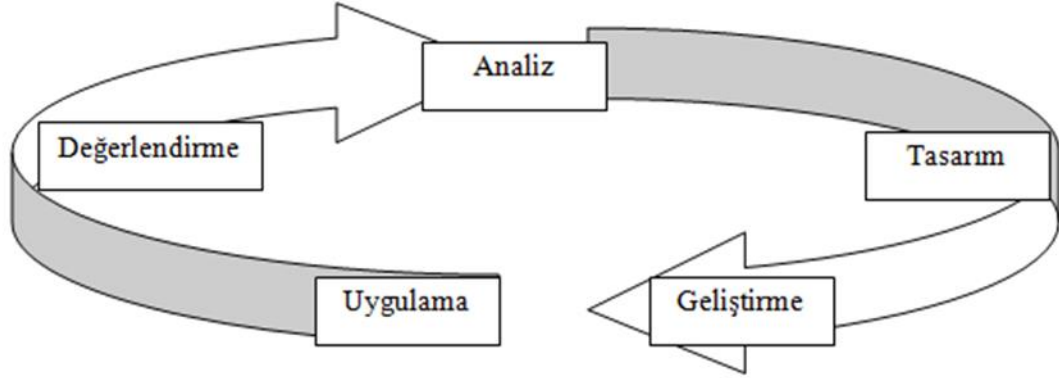 Analiz
Değerlendirme
Tasarım
Uygulama
Geliştirme